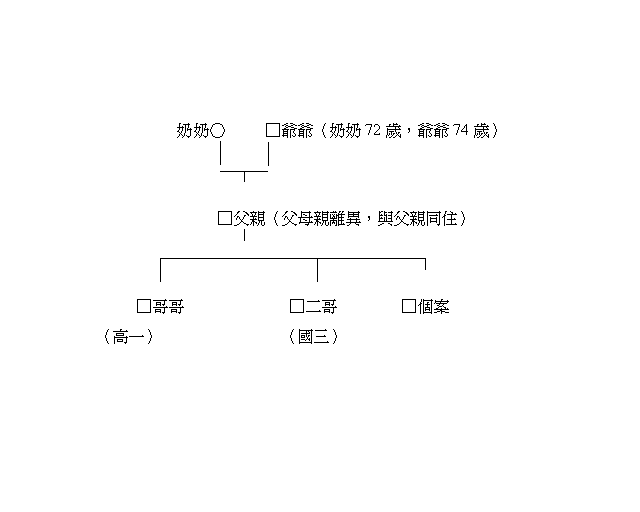 奶奶○ □爺爺（奶奶72歲，爺爺74歲）
□父親（父母親離異，與父親同住）
□哥哥 □二哥 □個案
（高一） （國三）